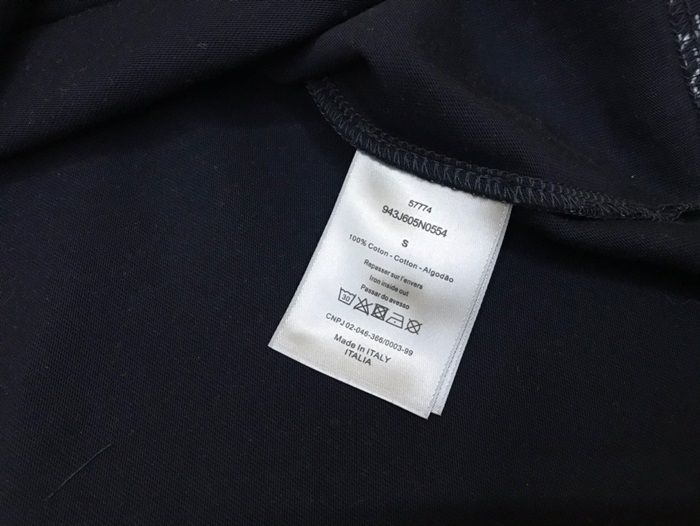 57774
943J605N0554
S
100% Coton - Cotton - Algodão
Repasser sur l'envers
Iron inside out
Passar do avesso
30
CNPJ 02-046-366/0003-99
Made In ITALY
ITALIA